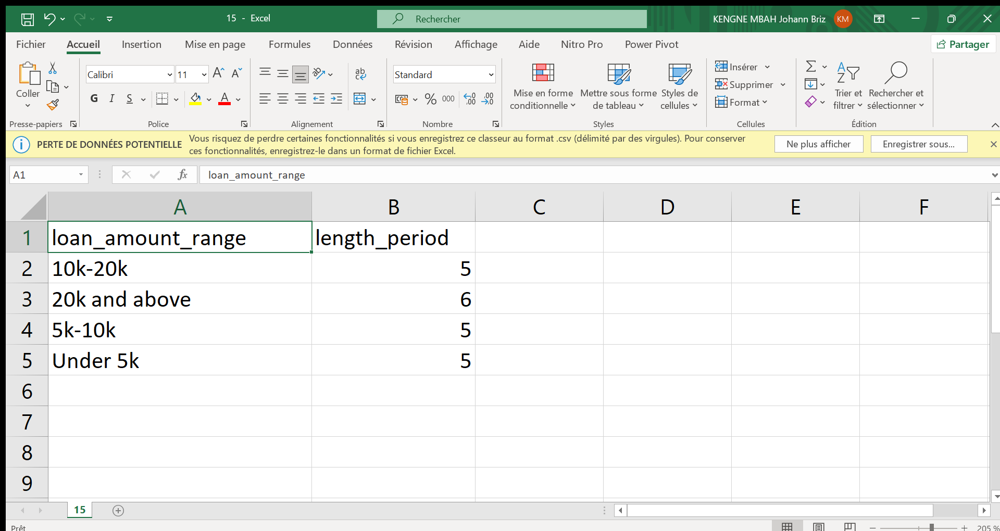 15 - Excel
Rechercher
KENGNE MBAH Johann Briz
KM
Fichier Accueil Insertion Mise en page Formules Données Révision Affichage Aide Nitro Pro Power Pivot
Partager
Coller
Presse-papiers
Calibri 11
G I S
Police
ab
c
Alignement
Standard
% 000 ,00 ,00
Nombre
Mise en forme
conditionnelle
Mettre sous forme
de tableau
Styles de
cellules
Styles
Insérer
Supprimer
Format
Cellules
Trier et
filtrer
Rechercher et
sélectionner
Édition
PERTE DE DONNÉES POTENTIELLE
Vous risquez de perdre certaines fonctionnalités si vous enregistrez ce classeur au format .csv (délimité par des virgules). Pour conserver
ces fonctionnalités, enregistrez-le dans un format de fichier Excel.
Ne plus afficher
Enregistrer sous...
A1
fx
loan_amount_range
A B C D E F
1 loan_amount_range length_period
2 10k-20k 5
3 20k and above 6
4 5k-10k 5
5 Under 5k 5
6
7
8
9
15
Prêt
205 %